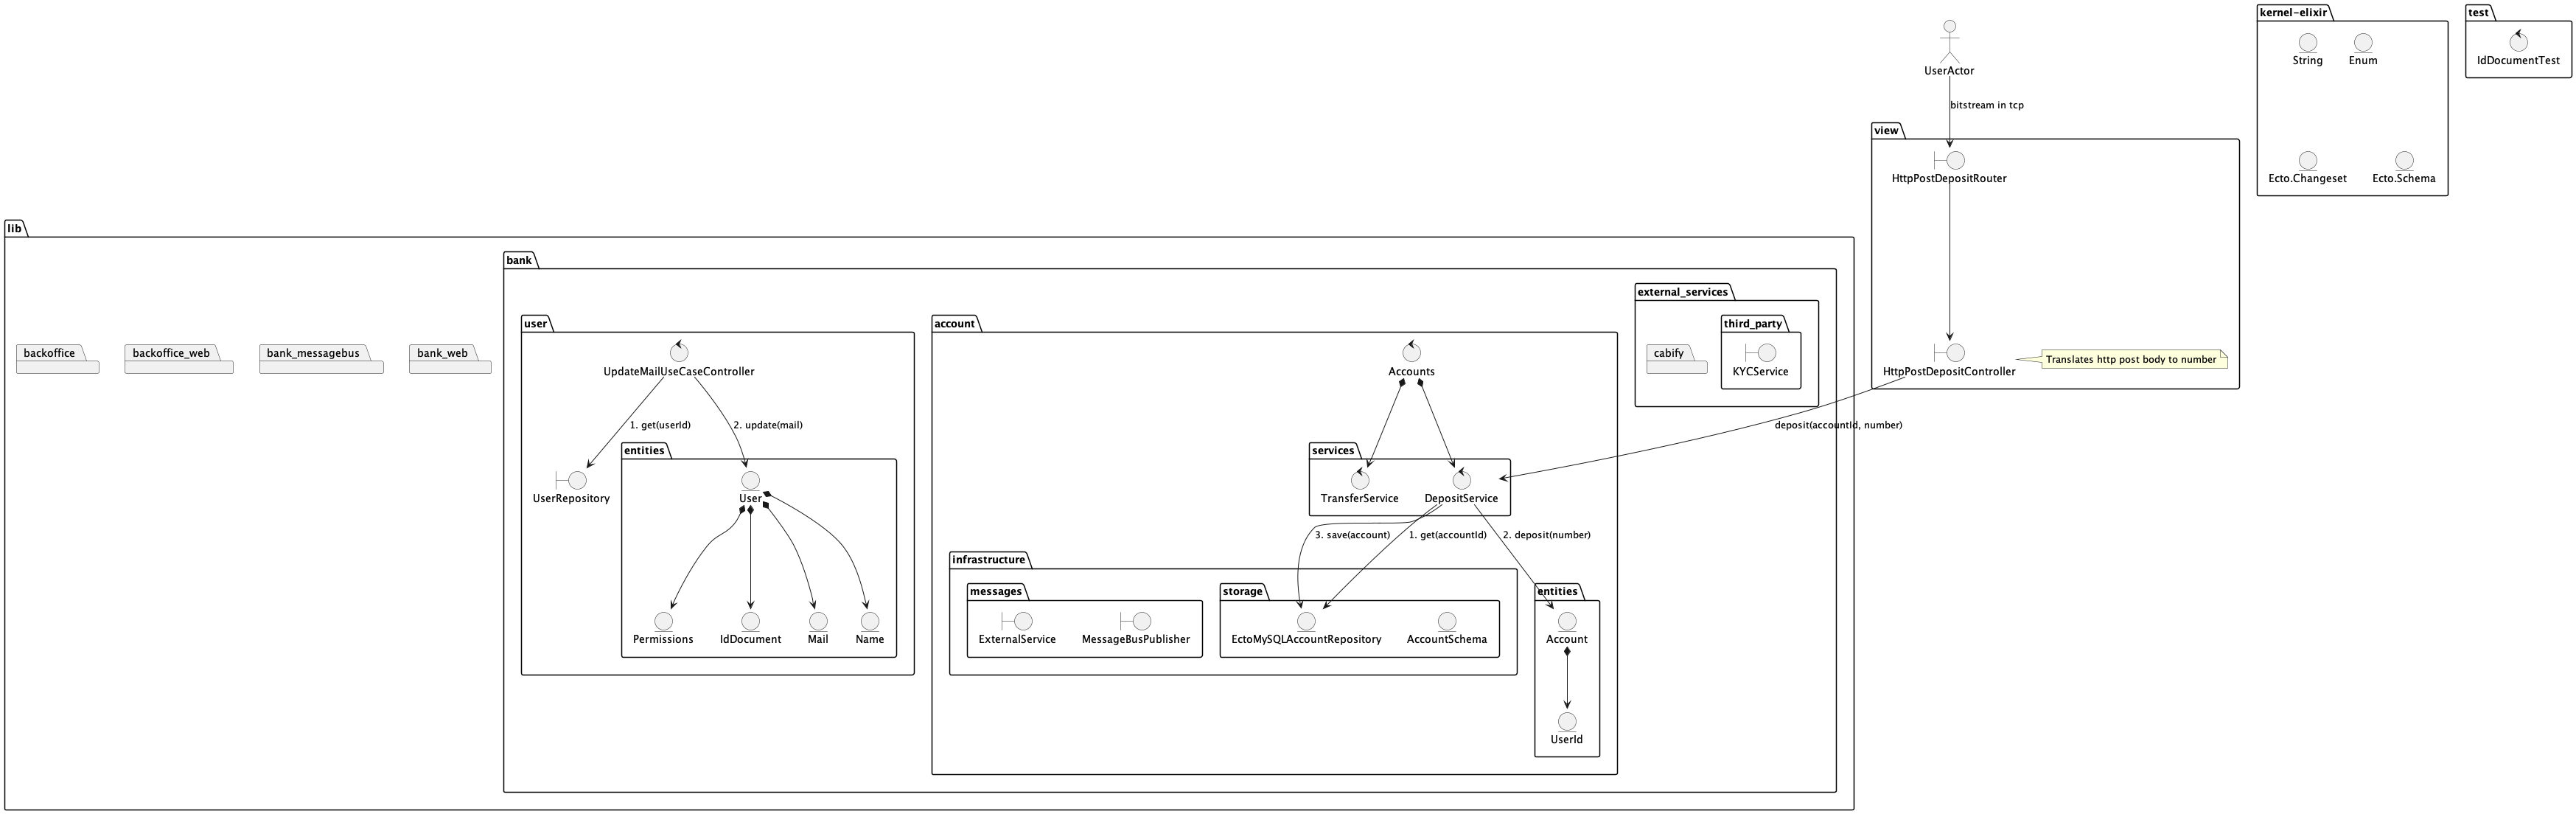 kernel-elixir
test
String
Enum
IdDocumentTest
UserActor
bitstream in tcp
view
HttpPostDepositRouter
Ecto.Changeset
Ecto.Schema
lib
bank
external_services
user
account
third_party
backoffice
backoffice_web
bank_messagebus
bank_web
cabify
KYCService
UpdateMailUseCaseController
Accounts
HttpPostDepositController
Translates http post body to number
1. get(userId)
2. update(mail)
deposit(accountId, number)
entities
services
UserRepository
User
TransferService
DepositService
3. save(account)
1. get(accountId)
2. deposit(number)
infrastructure
messages
storage
entities
Permissions
IdDocument
Mail
Name
ExternalService
MessageBusPublisher
EctoMySQLAccountRepository
AccountSchema
Account
UserId